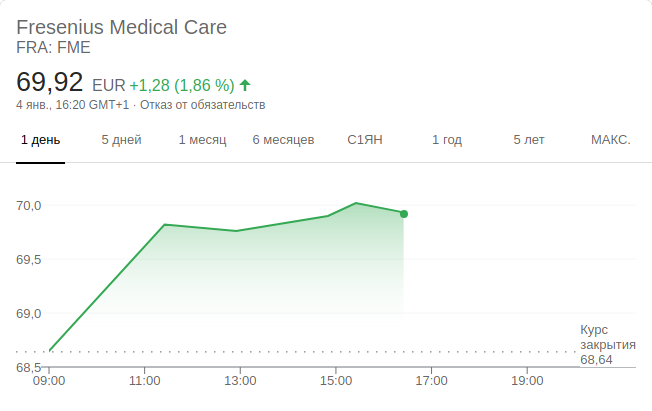 Fresenius Medical Care
FRA: FME
69,92 EUR +1,28 (1,86 %)
4 янв., 16:20 GMT+1 · Отказ от обязательств
1 день 5 дней 1 месяц 6 месяцев С1ЯН 1 год 5 лет МАКС.
70,0
69,5
69,0
Курс
закрытия
68,64
68,5
09:00 11:00 13:00 15:00 17:00 19:00